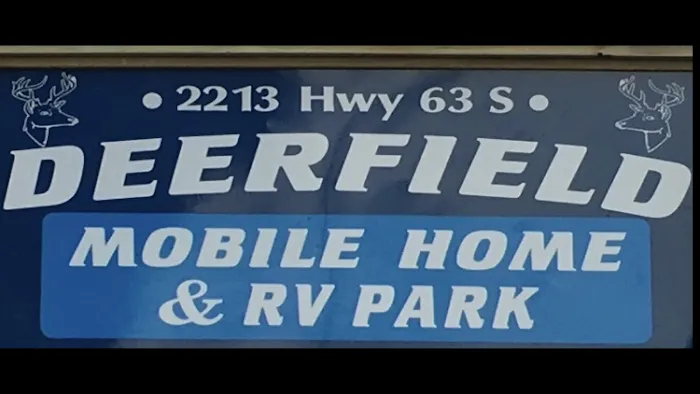 • 2213 Hwy 63 S •
DEERFIELD
MOBILE HOME
& RV PARK